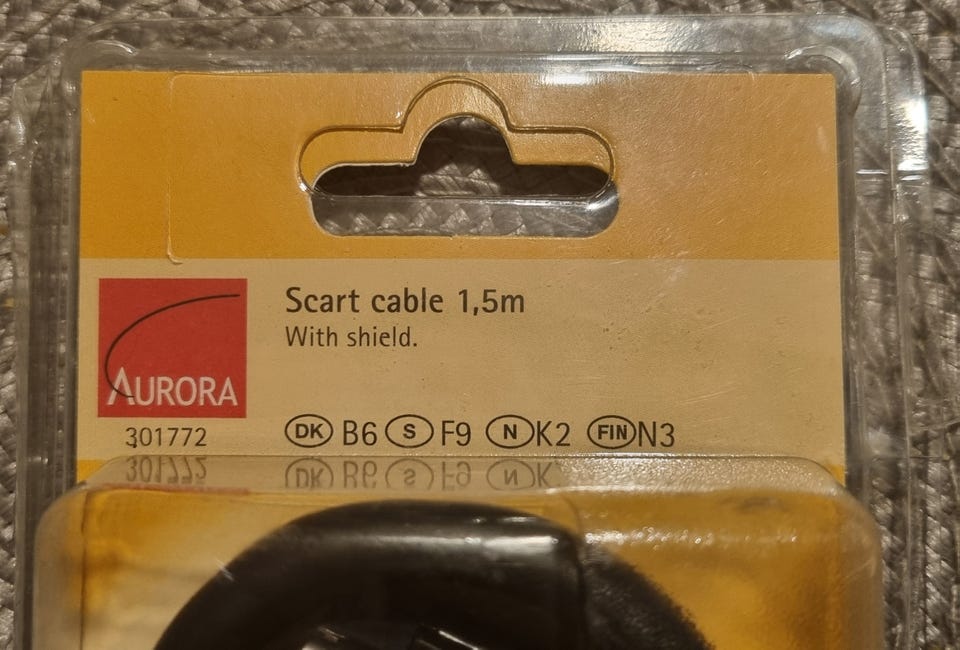 Scart cable 1,5m
With shield.
AURORA
301772
DK B6 S F9 N K2 FIN N3